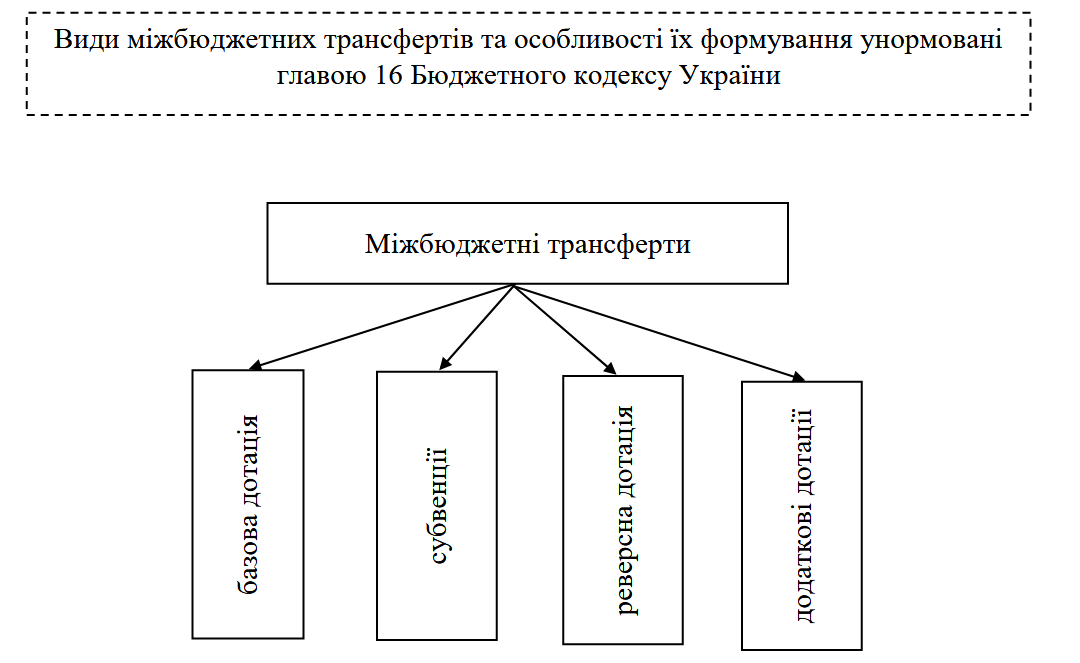 Види міжбюджетних трансфертів та особливості їх формування унормовані
главою 16 Бюджетного кодексу України
Міжбюджетні трансферти
базова дотація
субвенції
реверсна дотація
додаткові дотації